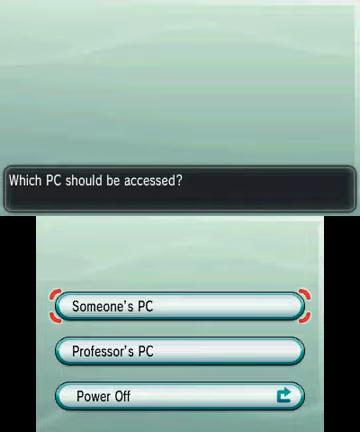 Which PC should be accessed?
Someone's PC
Professor's PC
Power Off